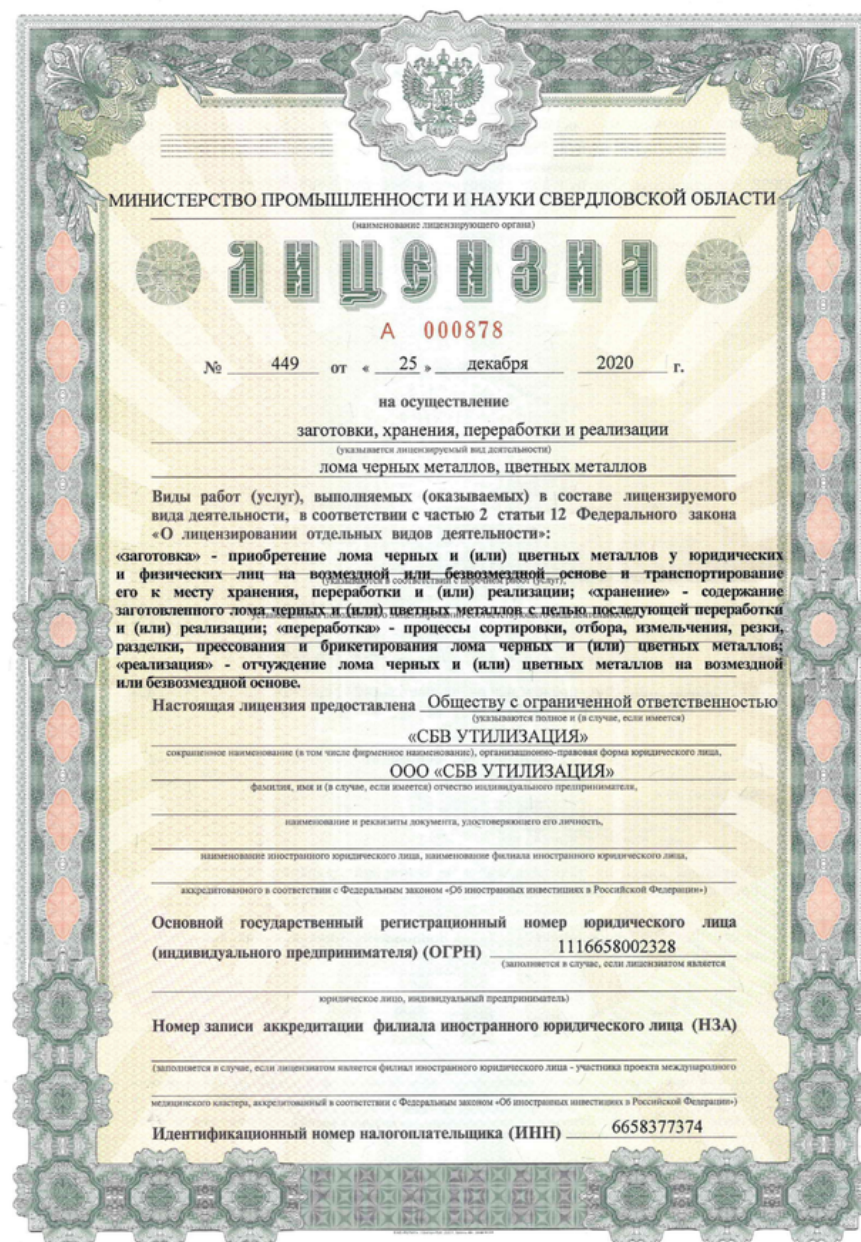 МИНИСТЕРСТВО ПРОМЫШЛЕННОСТИ И НАУКИ СВЕРДЛОВСКОЙ ОБЛАСТИ
(наименование лицензирующего органа)
ЛИЦЕНЗИЯ
А 000878
№ 449 от « 25 » декабря 2020 г.
на осуществление
заготовки, хранения, переработки и реализации
(указывается лицензируемый вид деятельности)
лома черных металлов, цветных металлов
Виды работ (услуг), выполняемых (оказываемых) в составе лицензируемого
вида деятельности, в соответствии с частью 2 статьи 12 Федерального закона
«О лицензировании отдельных видов деятельности»:
«заготовка» - приобретение лома черных и (или) цветных металлов у юридических
и физических лиц на возмездной или безвозмездной основе и транспортирование
(указываются в соответствии с перечнем работ (услуг),
его к месту хранения, переработки и (или) реализации; «хранение» - содержание
заготовленного лома черных и (или) цветных металлов с целью последующей переработки
и (или) реализации; «переработка» - процессы сортировки, отбора, измельчения, резки,
разделки, прессования и брикетирования лома черных и (или) цветных металлов;
«реализация» - отчуждение лома черных и (или) цветных металлов на возмездной
или безвозмездной основе.
Настоящая лицензия предоставлена Обществу с ограниченной ответственностью
(указываются полное и (в случае, если имеется)
«СБВ УТИЛИЗАЦИЯ»
сокращенное наименование (в том числе фирменное наименование), организационно-правовая форма юридического лица,
ООО «СБВ УТИЛИЗАЦИЯ»
фамилия, имя и (в случае, если имеется) отчество индивидуального предпринимателя,
наименование и реквизиты документа, удостоверяющего его личность,
наименование иностранного юридического лица, наименование филиала иностранного юридического лица,
аккредитованного в соответствии с Федеральным законом «Об иностранных инвестициях в Российской Федерации»)
Основной государственный регистрационный номер юридического лица
(индивидуального предпринимателя) (ОГРН) 1116658002328
(заполняется в случае, если лицензиатом является
юридическое лицо, индивидуальный предприниматель)
Номер записи аккредитации филиала иностранного юридического лица (НЗА)
(заполняется в случае, если лицензиатом является филиал иностранного юридического лица - участника проекта международного
медицинского кластера, аккредитованный в соответствии с Федеральным законом «Об иностранных инвестициях в Российской Федерации»)
Идентификационный номер налогоплательщика (ИНН) 6658377374